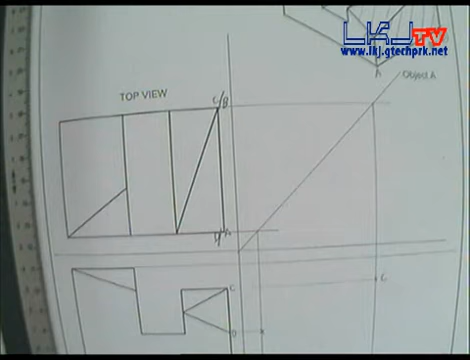 LKJ TV
www.lkj.gtechprk.net
A
Object A
TOP VIEW
C/B
C
C
D